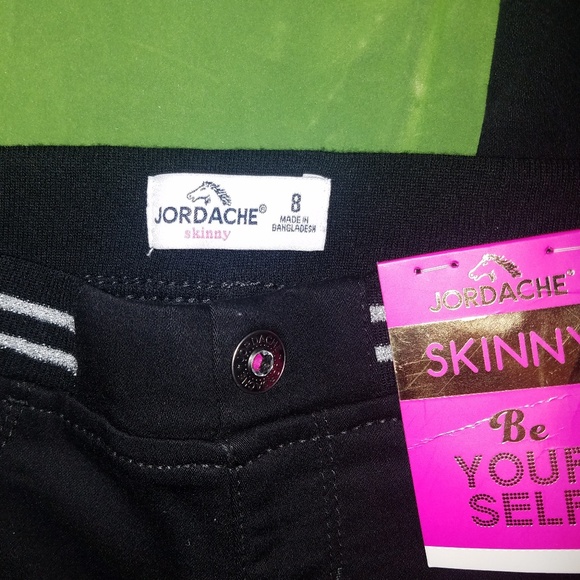 JORDACHE®
skinny
8
MADE IN
BANGLADESH
JORDACHE
SKINNY
Be
YOUR
SELF